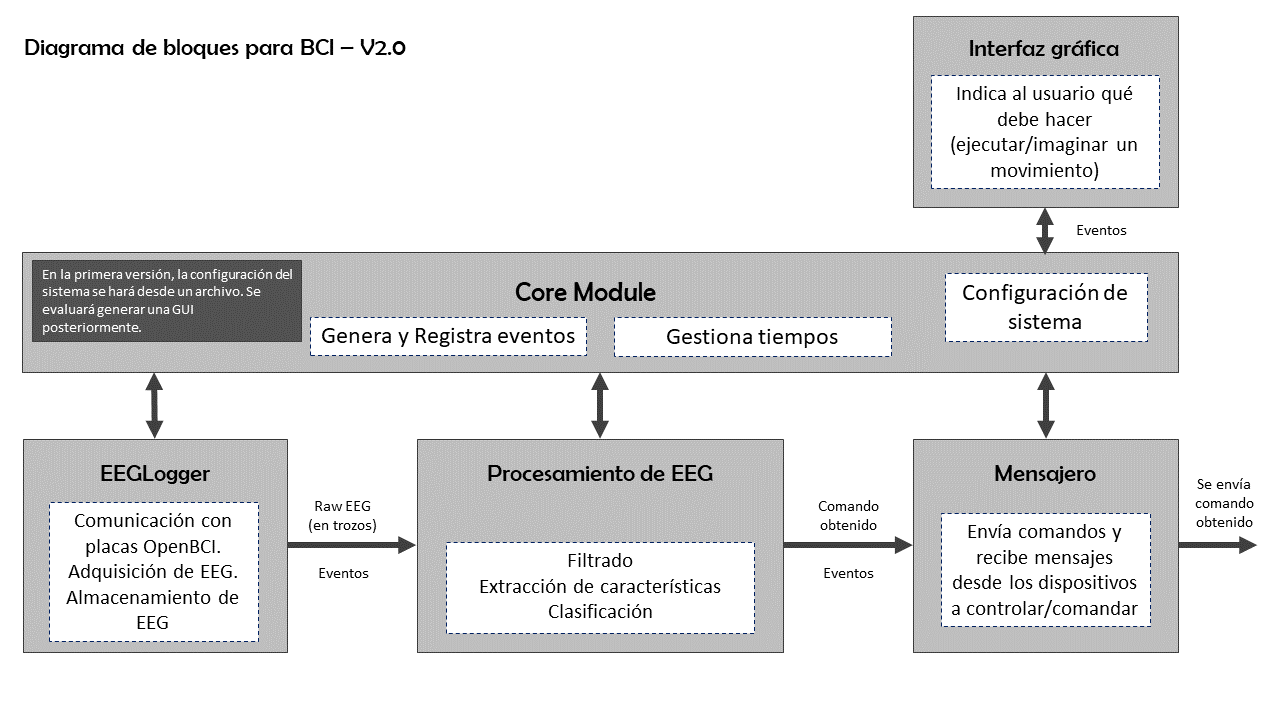 Diagrama de bloques para BCI – V2.0
Interfaz gráfica
Indica al usuario qué
debe hacer
(ejecutar/imaginar un
movimiento)
Eventos
En la primera versión, la configuración del
sistema se hará desde un archivo. Se
evaluará generar una GUI
posteriormente.
Core Module
Genera y Registra eventos
Gestiona tiempos
Configuración de
sistema
EEGLogger
Comunicación con
placas OpenBCI.
Adquisición de EEG.
Almacenamiento de
EEG
Raw EEG
(en trozos)
Eventos
Procesamiento de EEG
Filtrado
Extracción de características
Clasificación
Comando
obtenido
Eventos
Mensajero
Envía comandos y
recibe mensajes
desde los dispositivos
a controlar/comandar
Se envía
comando
obtenido